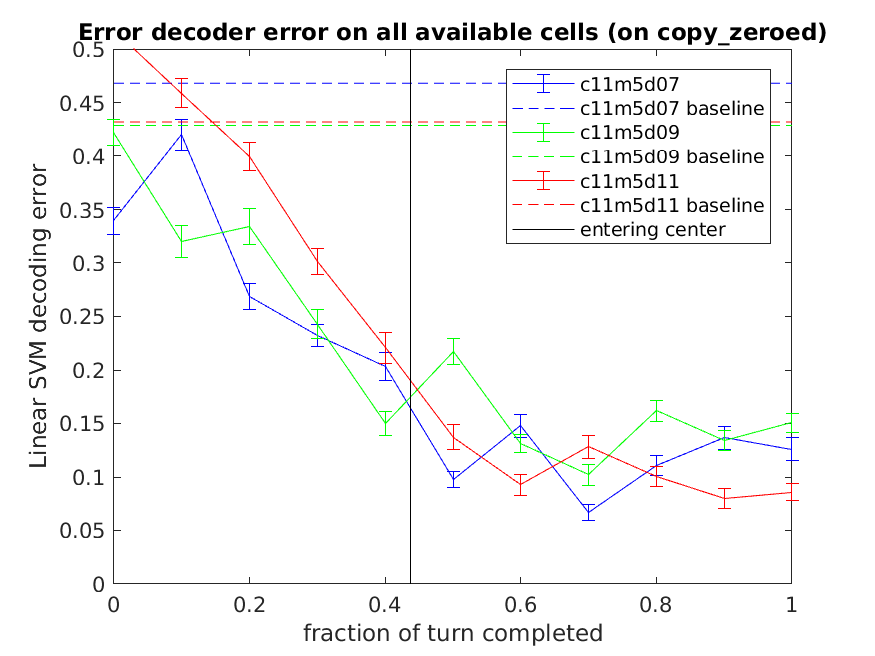 Error decoder error on all available cells (on copy_zeroed)
0.5
0.45
0.4
0.35
0.3
0.25
0.2
0.15
0.1
0.05
0
Linear SVM decoding error
c11m5d07
c11m5d07 baseline
c11m5d09
c11m5d09 baseline
c11m5d11
c11m5d11 baseline
entering center
0
0.2
0.4
0.6
0.8
1
fraction of turn completed